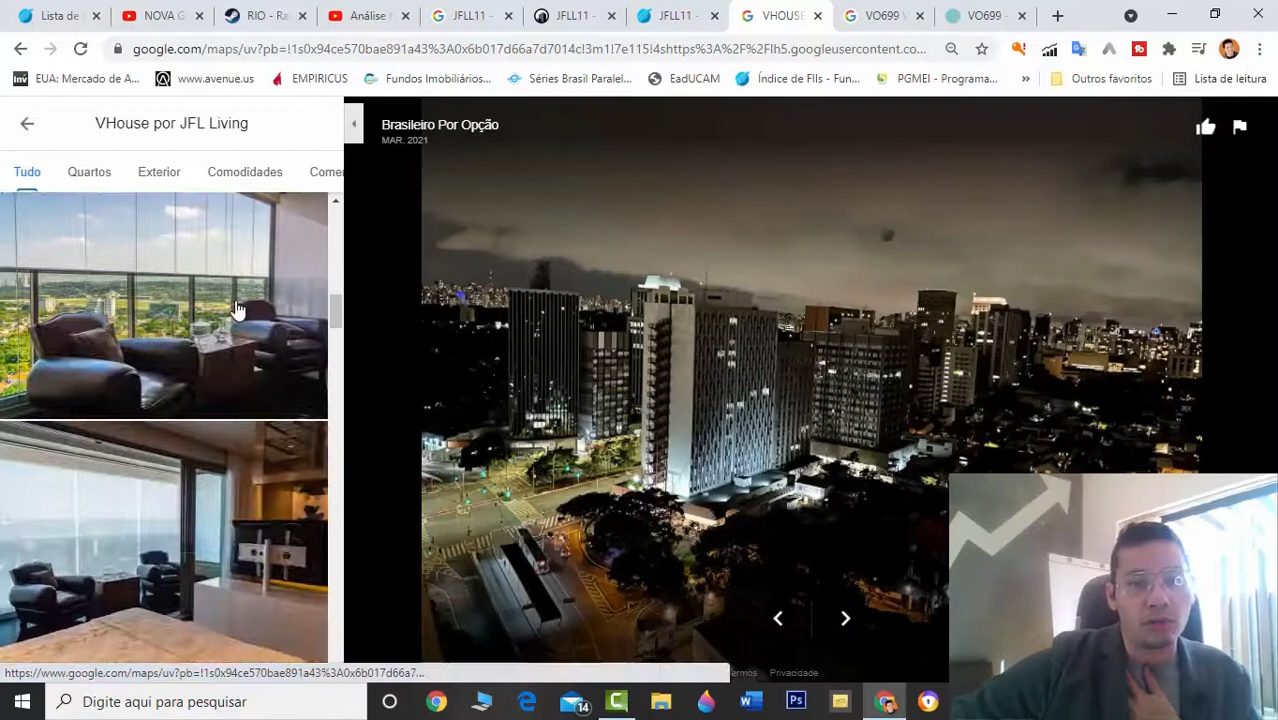 Lista de
NOVA G
RIO - Ra
Análise
JFLL11 -
JFLL11 -
JFLL11 -
VHOUSE
VO699 V
VO699 -
google.com/maps/uv?pb=!1s0x94ce570bae891a43%3A0x6b017d66a7d7014c!3m1!7e115!4shttps%3A%2F%2Flh5.googleusercontent.co...
EUA: Mercado de A...
www.avenue.us
EMPIRICUS
Fundos Imobiliários...
Séries Brasil Paralel...
EadUCAM
Índice de FIIs - Fun...
PGMEI - Programa...
»
Outros favoritos
Lista de leitura
VHouse por JFL Living
Tudo
Quartos
Exterior
Comodidades
Comer
Brasileiro Por Opção
MAR. 2021
https://www.google.com/maps/uv?pb=!1s0x94ce570bae891a43%3A0x6b017d66a7...
Termos
Privacidade
Digite aqui para pesquisar
14